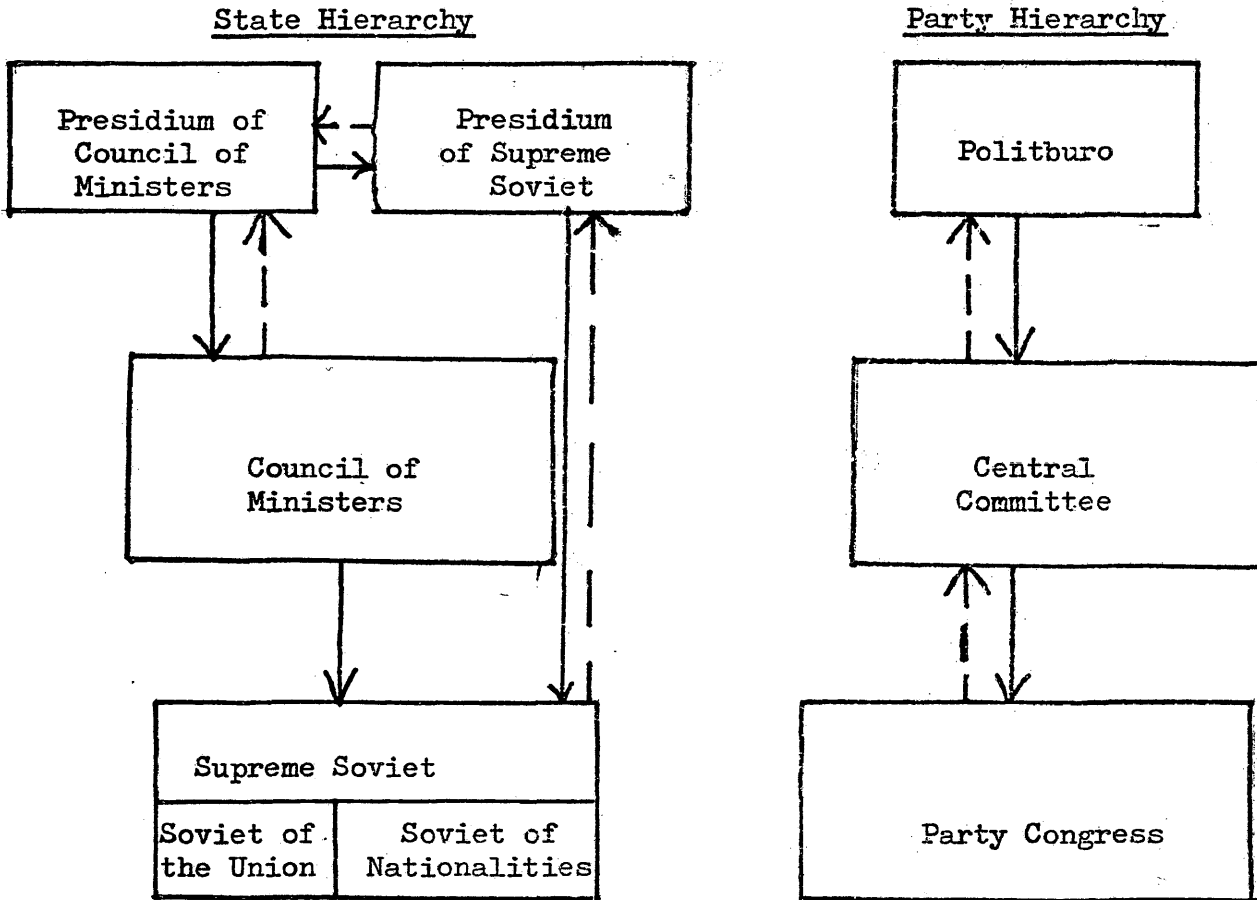 State Hierarchy
Party Hierarchy
Presidium of
Council of
Ministers
Presidium
of Supreme
Soviet
Politburo
Council of
Ministers
Central
Committee
Supreme Soviet
Soviet of
the Union
Soviet of
Nationalities
Party Congress